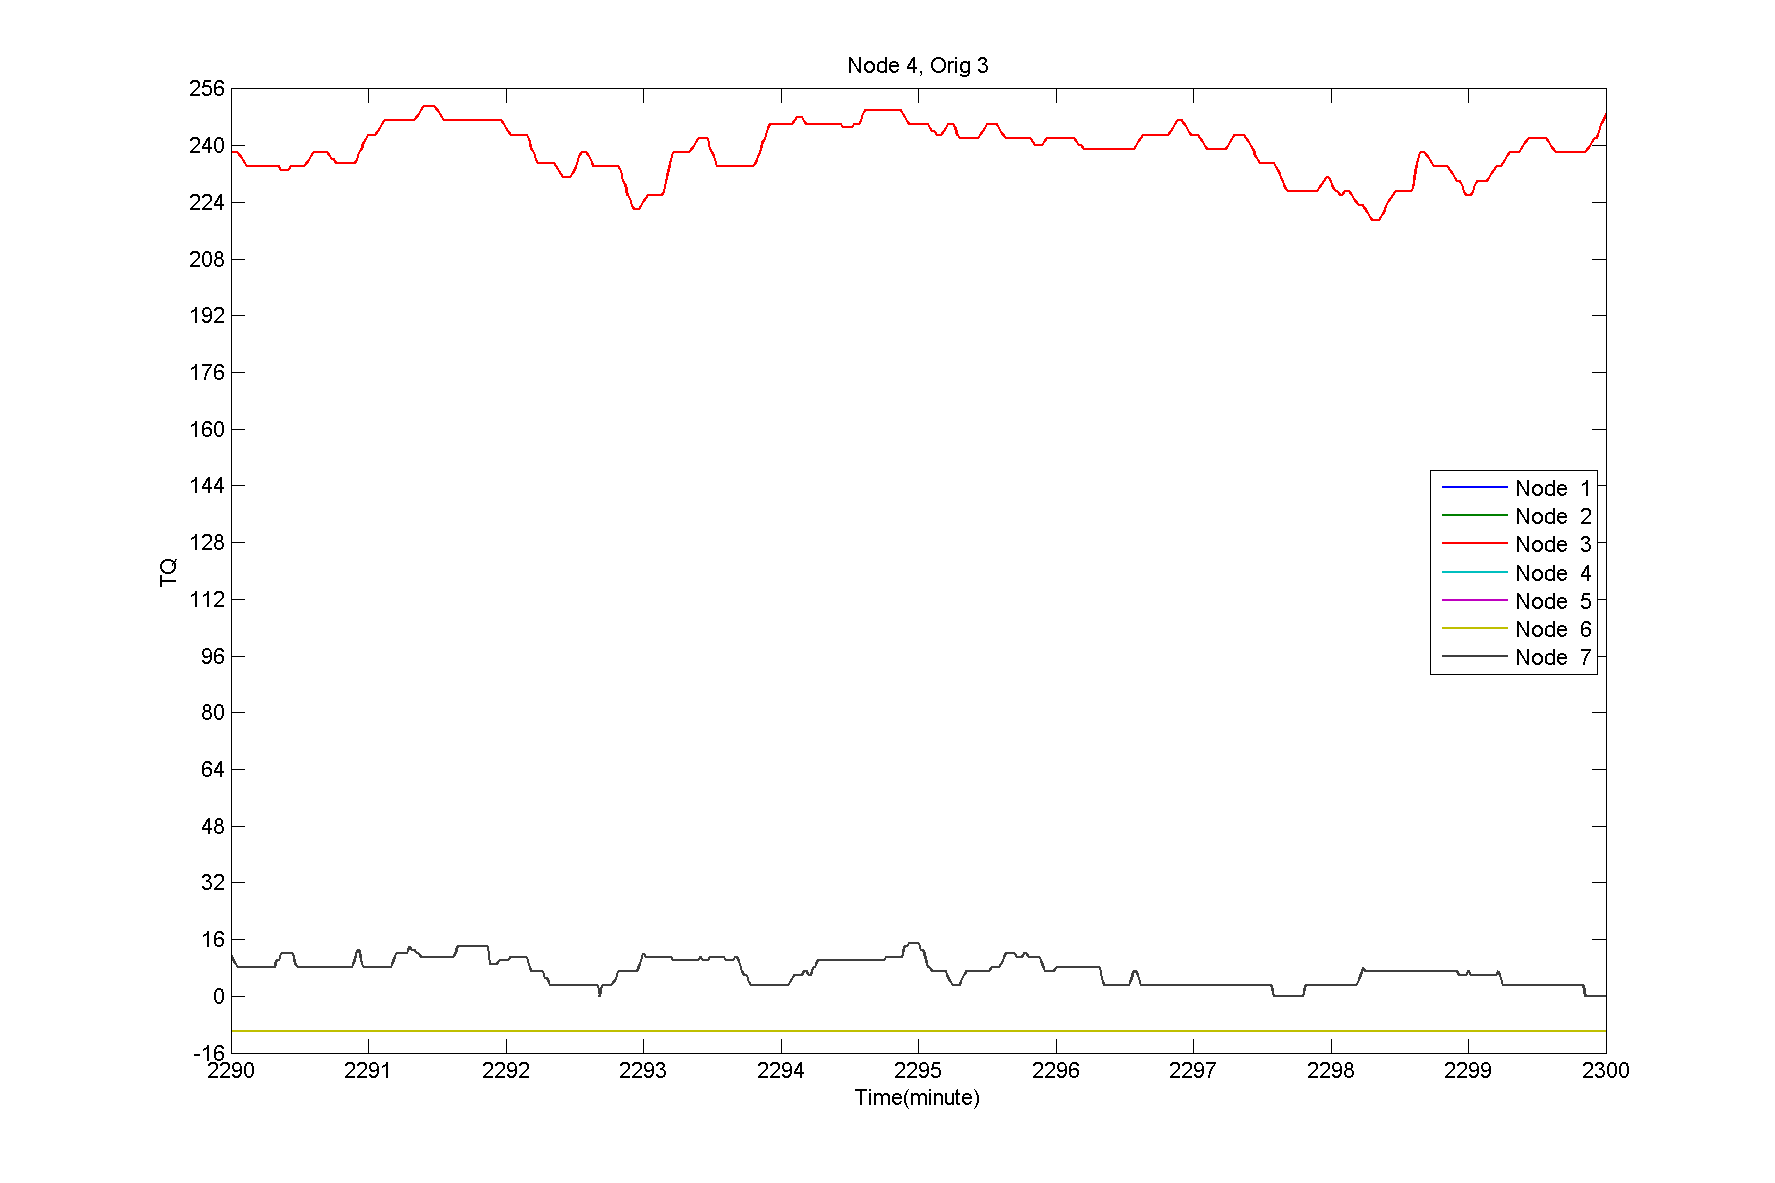 Node 4, Orig 3
256
240
224
208
192
176
160
144
128
112
96
80
64
48
32
16
0
-16
TQ
Node 1
Node 2
Node 3
Node 4
Node 5
Node 6
Node 7
2290 2291 2292 2293 2294 2295 2296 2297 2298 2299 2300
Time(minute)